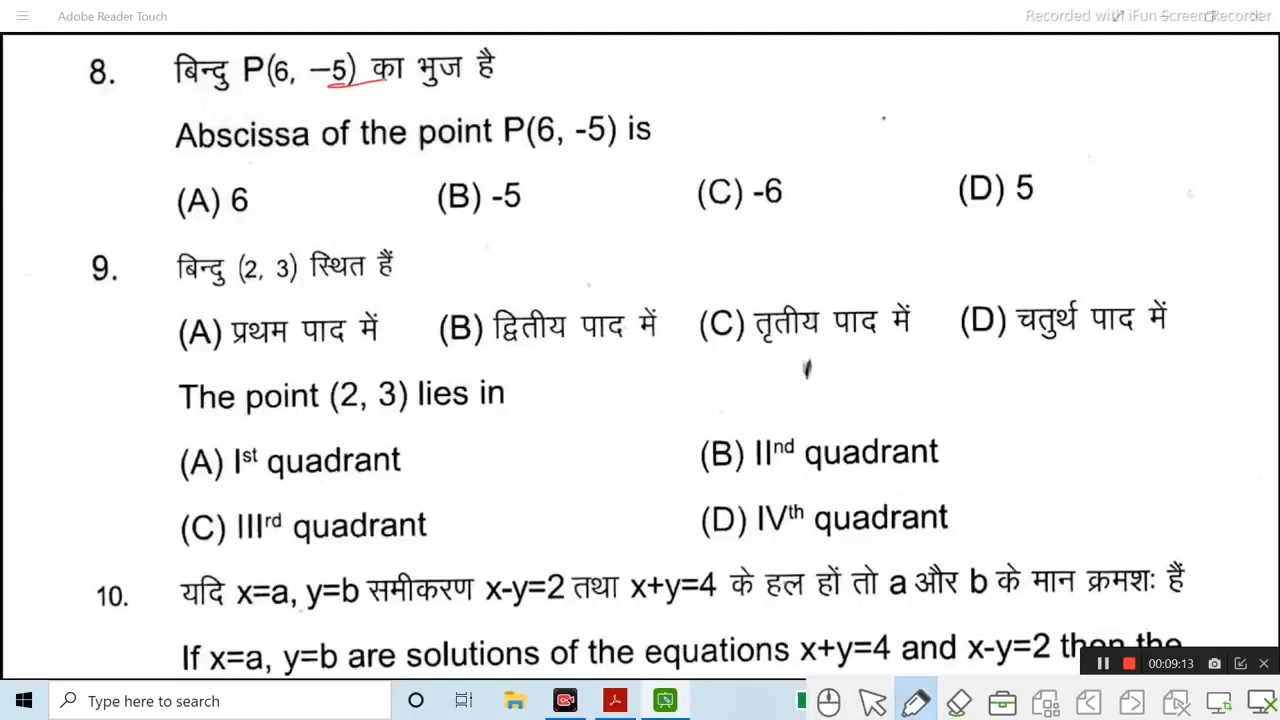 Adobe Reader Touch
Recorded with iFun Screen Recorder
8. बिन्दु P(6, –5) का भुज है
Abscissa of the point P(6, -5) is
(A) 6 (B) -5 (C) -6 (D) 5
9. बिन्दु (2, 3) स्थित हैं
(A) प्रथम पाद में (B) द्वितीय पाद में (C) तृतीय पाद में (D) चतुर्थ पाद में
The point (2, 3) lies in
(A) Ist quadrant (B) IInd quadrant
(C) IIIrd quadrant (D) IVth quadrant
10. यदि x=a, y=b समीकरण x-y=2 तथा x+y=4 के हल हों तो a और b के मान क्रमशः हैं
If x=a, y=b are solutions of the equations x+y=4 and x-y=2 then the
00:09:13
Type here to search